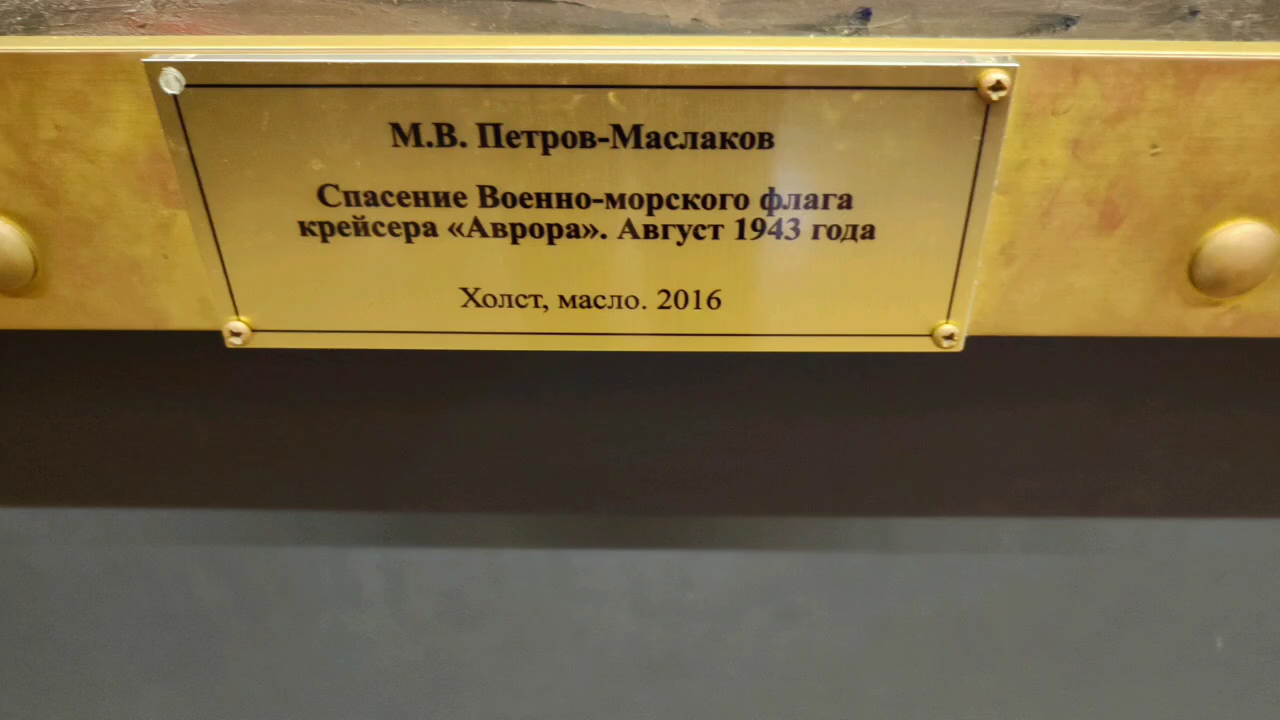 М.В. Петров-Маслаков
Спасение Военно-морского флага
крейсера «Аврора». Август 1943 года
Холст, масло. 2016